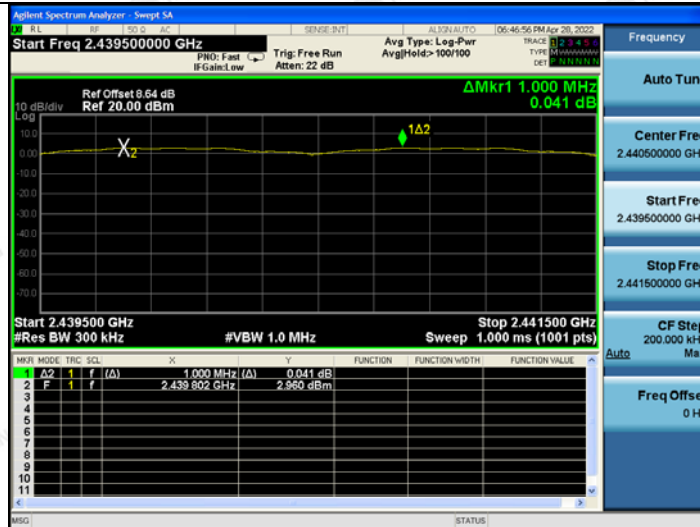 Agilent Spectrum Analyzer - Swept SA
RL RF 50 Ω AC SENSE:INT ALIGN AUTO 06:46:56 PM Apr 28, 2022
Start Freq 2.439500000 GHz
PNO: Fast
IFGain:Low
Trig: Free Run
Atten: 22 dB
Avg Type: Log-Pwr
Avg|Hold:> 100/100
TRACE 1 2 3 4 5 6
TYPE M
DET P N N N N N
ΔMkr1 1.000 MHz
0.041 dB
Ref Offset 8.64 dB
10 dB/div Ref 20.00 dBm
Log
10.0
0.00
-10.0
-20.0
-30.0
-40.0
-50.0
-60.0
-70.0
X2
1Δ2
Start 2.439500 GHz Stop 2.441500 GHz
#Res BW 300 kHz #VBW 1.0 MHz Sweep 1.000 ms (1001 pts)
MKR MODE TRC SCL X Y FUNCTION FUNCTION WIDTH FUNCTION VALUE
1 Δ2 1 f (Δ) 1.000 MHz (Δ) 0.041 dB
2 F 1 f 2.439 802 GHz 2.960 dBm
3
4
5
6
7
8
9
10
11
MSG STATUS
Frequency
Auto Tun
Center Fre
2.440500000 GH
Start Fre
2.439500000 GH
Stop Fre
2.441500000 GH
CF Step
200.000 kH
Auto Ma
Freq Offse
0 H